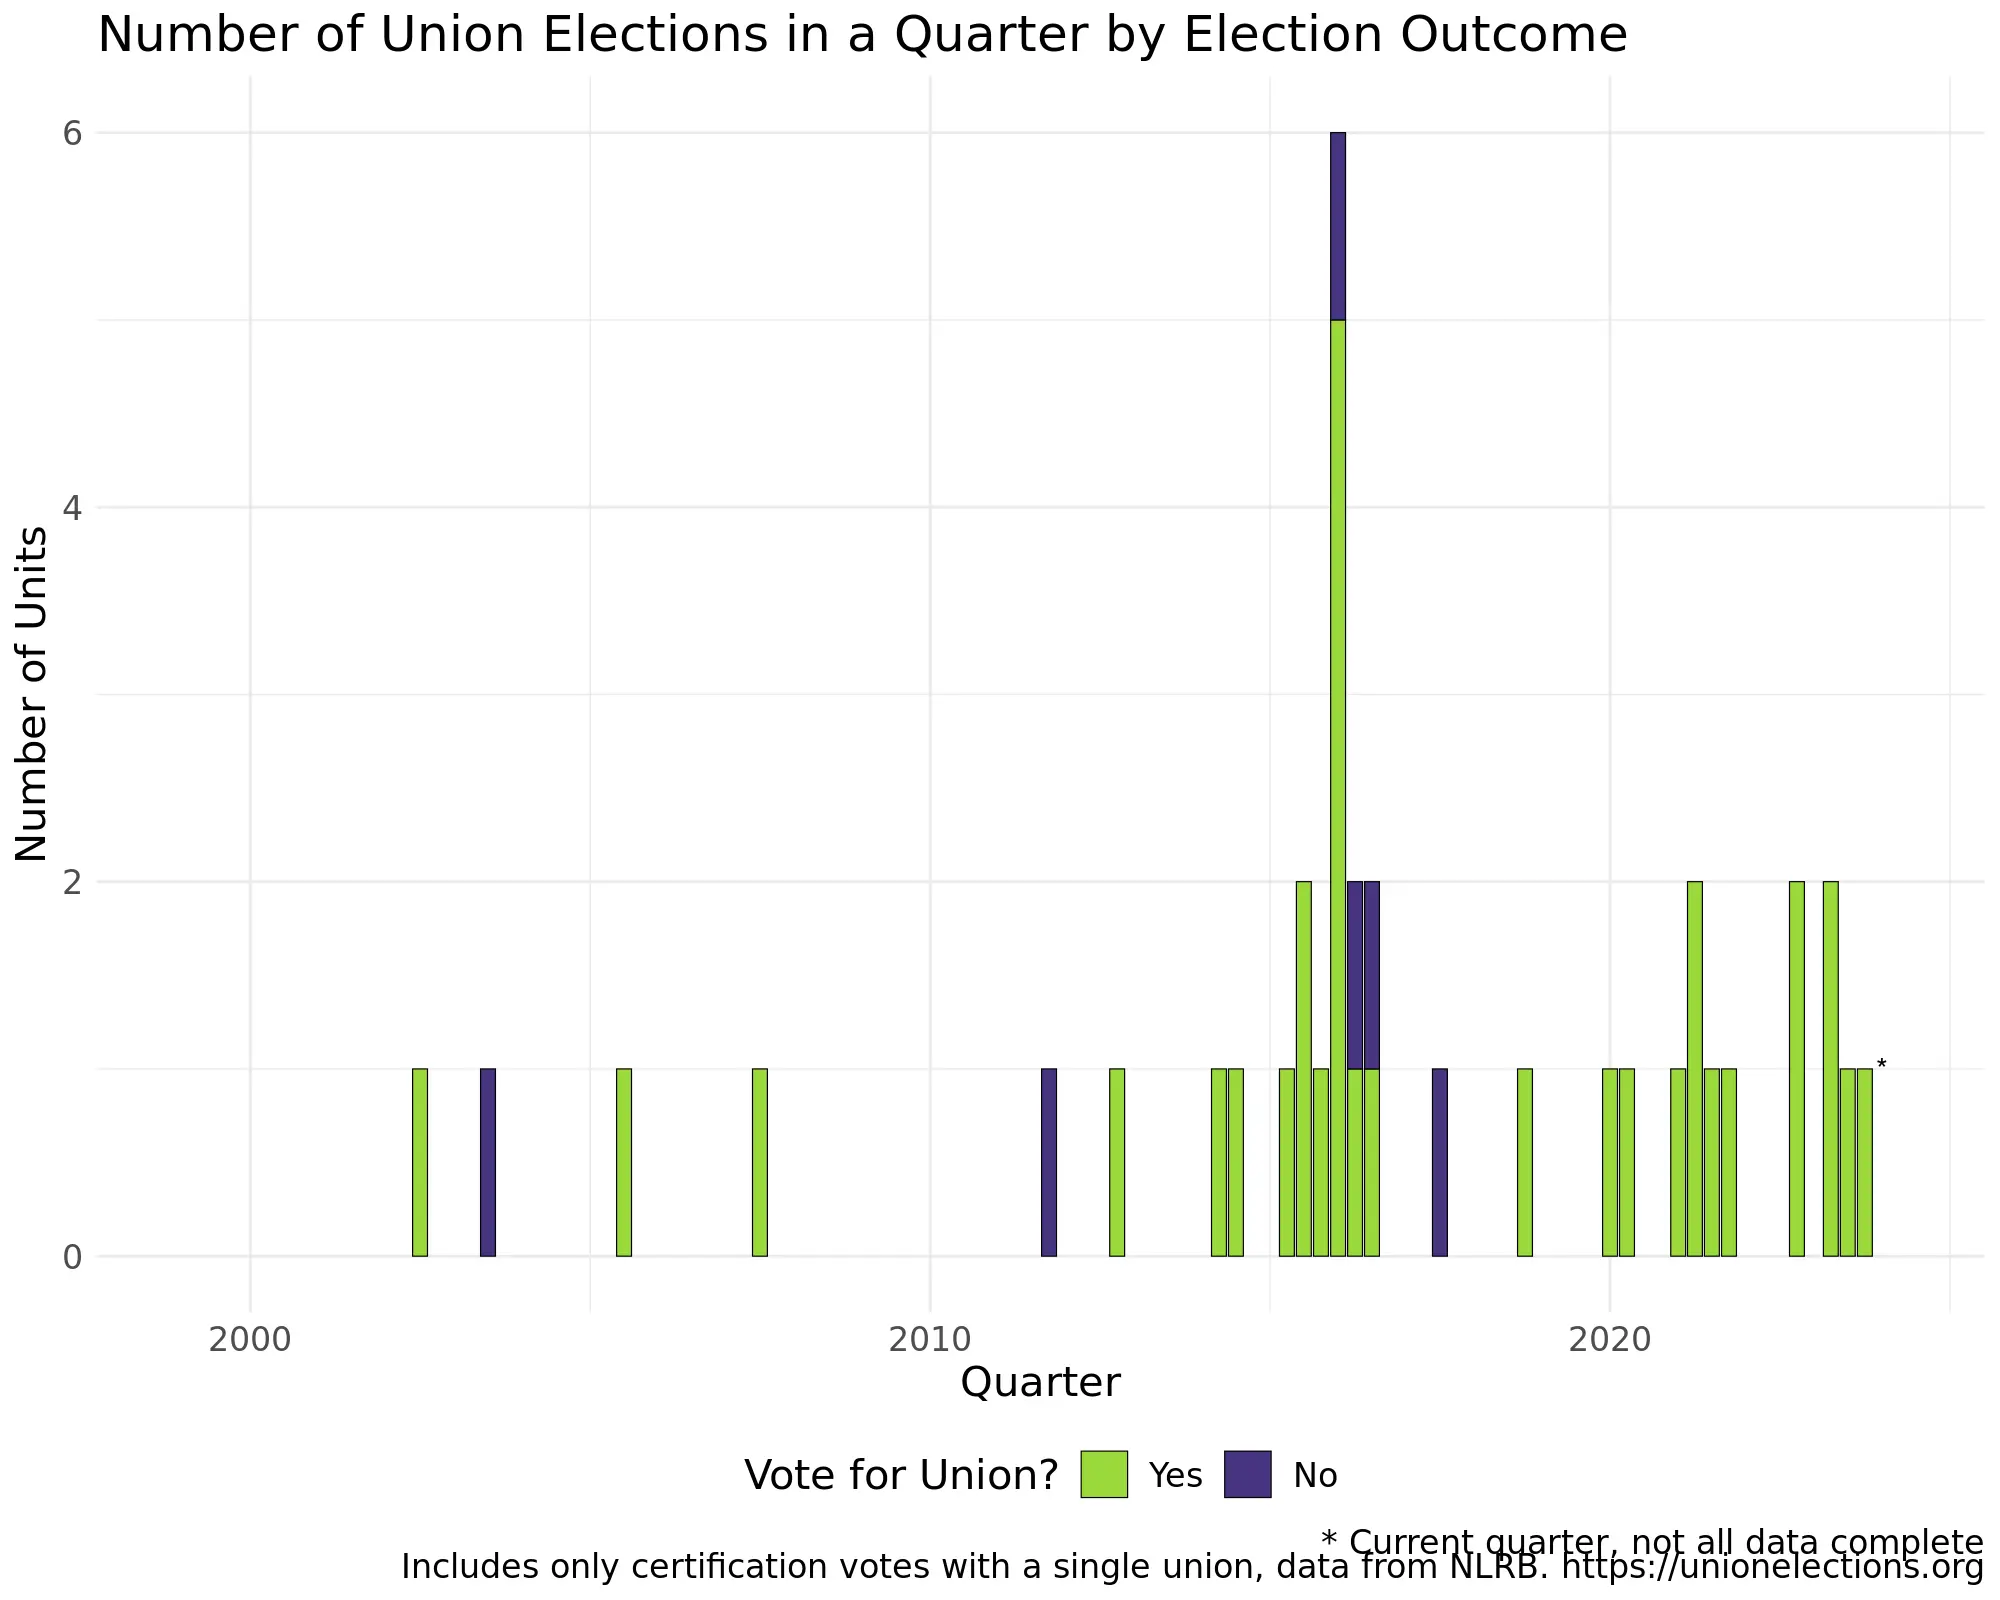 Number of Union Elections in a Quarter by Election Outcome
6
4
2
0
Number of Units
*
2000 2010 2020
Quarter
Vote for Union? Yes No
* Current quarter, not all data complete
Includes only certification votes with a single union, data from NLRB. https://unionelections.org